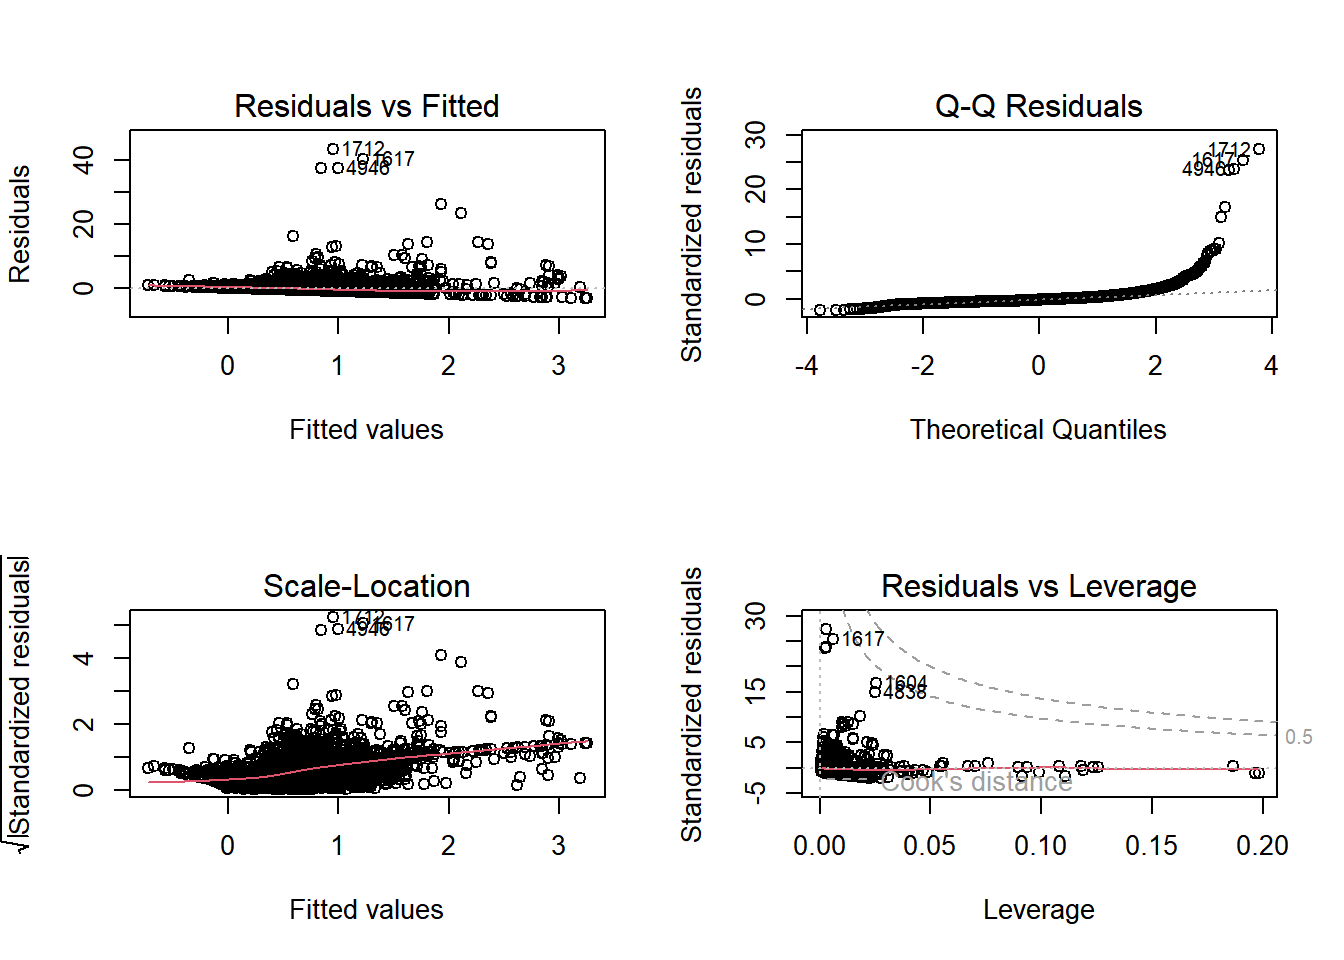 Residuals vs Fitted
Residuals
40
20
0
1712
1617
4946
0 1 2 3
Fitted values
Q-Q Residuals
Standardized residuals
30
20
10
0
1712
1617
4946
-4 -2 0 2 4
Theoretical Quantiles
Scale-Location
√|Standardized residuals|
4
2
0
1712
1617
4946
0 1 2 3
Fitted values
Residuals vs Leverage
Standardized residuals
30
15
5
-5
1617
1604
4838
0.5
Cook's distance
0.00 0.05 0.10 0.15 0.20
Leverage